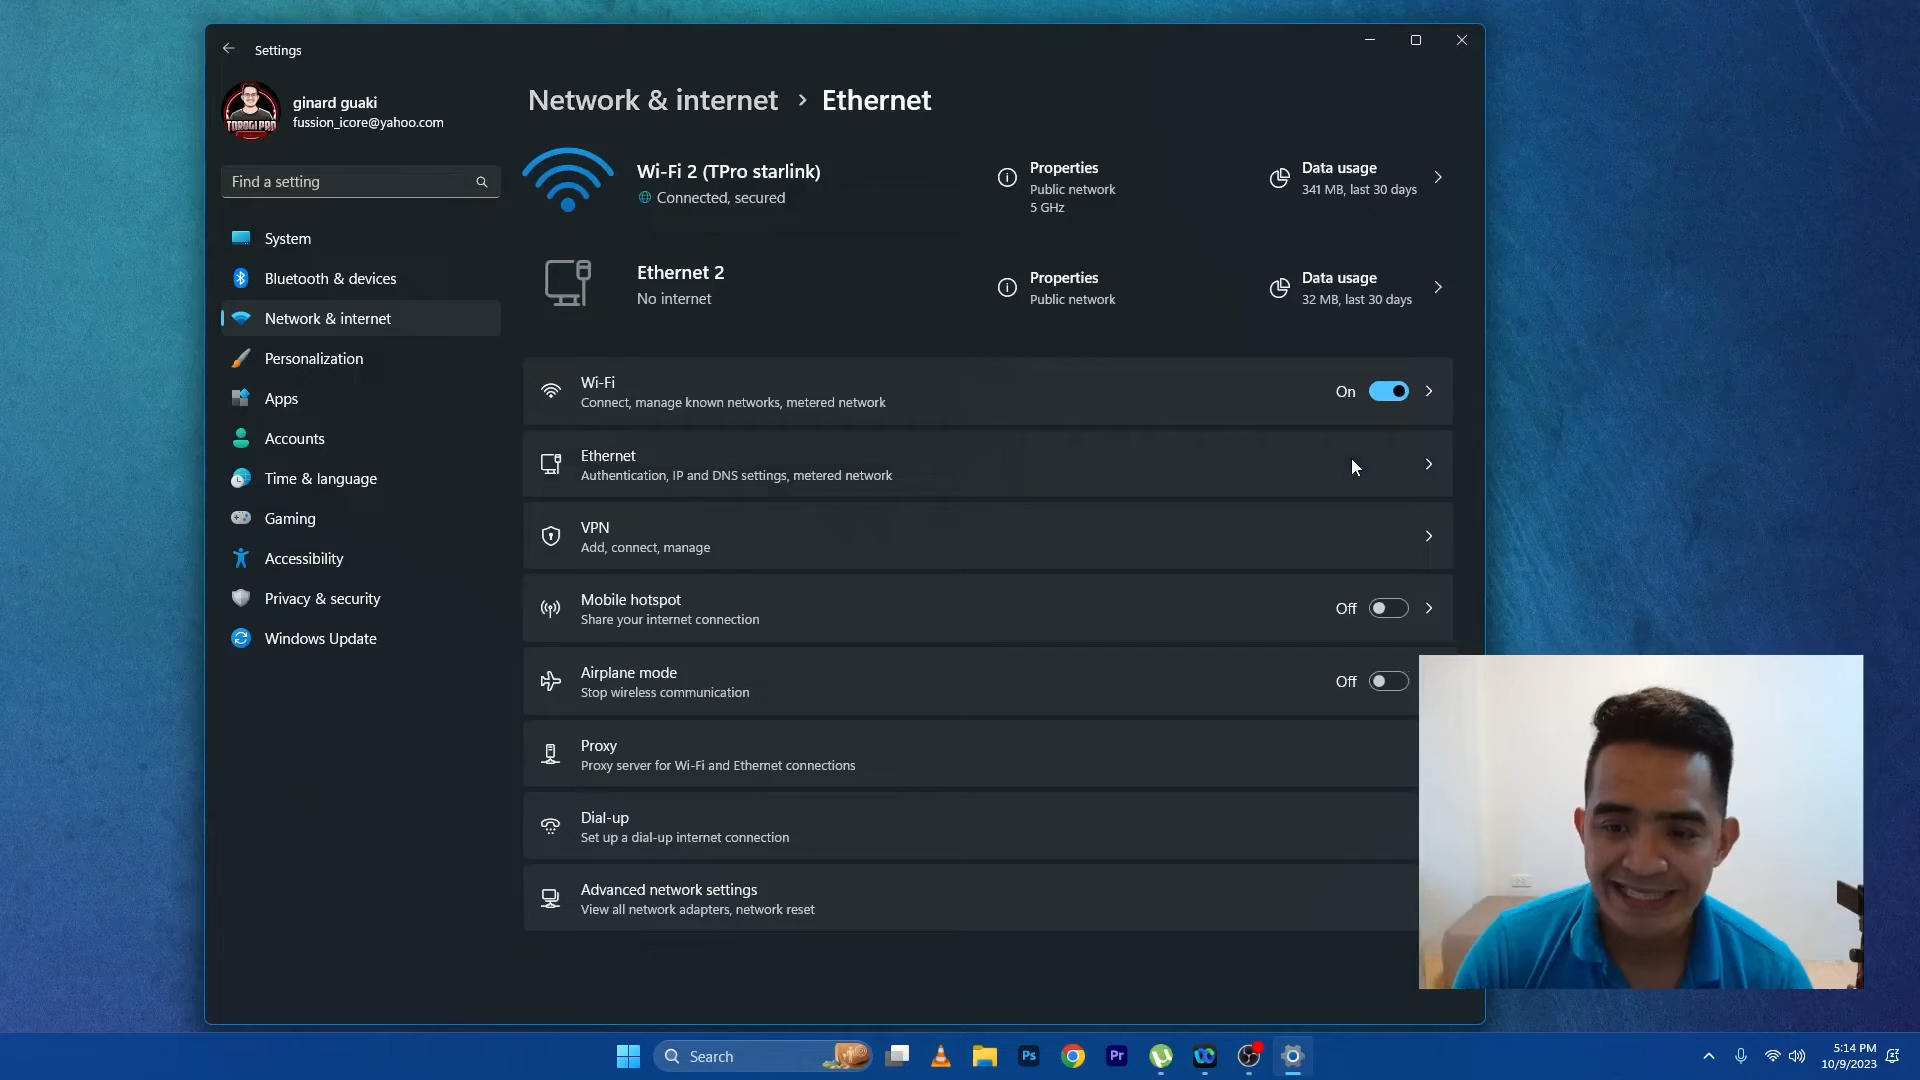 Settings
ginard guaki
fussion_icore@yahoo.com
TOROGI PRO
Find a setting
System
Bluetooth & devices
Network & internet
Personalization
Apps
Accounts
Time & language
Gaming
Accessibility
Privacy & security
Windows Update
Network & internet > Ethernet
Wi-Fi 2 (TPro starlink)
Connected, secured
Properties
Public network
5 GHz
Data usage
341 MB, last 30 days
Ethernet 2
No internet
Properties
Public network
Data usage
32 MB, last 30 days
Wi-Fi
Connect, manage known networks, metered network
On
Ethernet
Authentication, IP and DNS settings, metered network
VPN
Add, connect, manage
Mobile hotspot
Share your internet connection
Off
Airplane mode
Stop wireless communication
Off
Proxy
Proxy server for Wi-Fi and Ethernet connections
Dial-up
Set up a dial-up internet connection
Advanced network settings
View all network adapters, network reset
Search
Ps
Pr
5:14 PM
10/9/2023